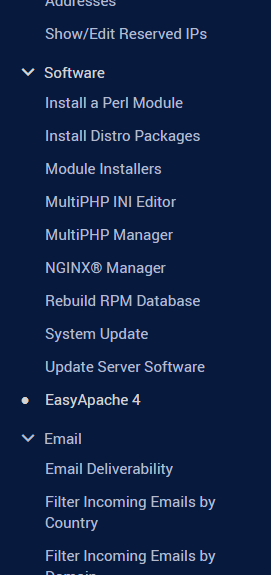 Addresses
Show/Edit Reserved IPs
Software
Install a Perl Module
Install Distro Packages
Module Installers
MultiPHP INI Editor
MultiPHP Manager
NGINX® Manager
Rebuild RPM Database
System Update
Update Server Software
EasyApache 4
Email
Email Deliverability
Filter Incoming Emails by
Country
Filter Incoming Emails by
Domain